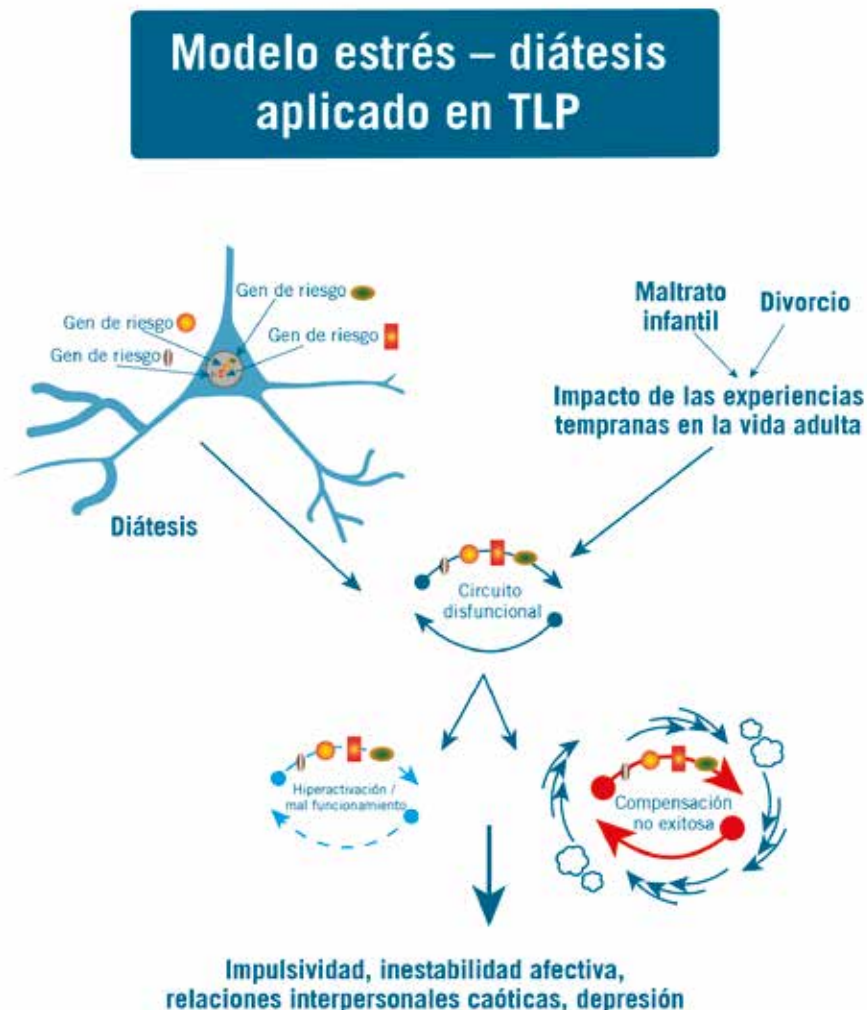 Modelo estrés – diátesis
aplicado en TLP
Gen de riesgo
Gen de riesgo
Gen de riesgo
Gen de riesgo
Diátesis
Maltrato
infantil
Divorcio
Impacto de las experiencias
tempranas en la vida adulta
Circuito
disfuncional
Hiperactivación /
mal funcionamiento
Compensación
no exitosa
Impulsividad, inestabilidad afectiva,
relaciones interpersonales caóticas, depresión